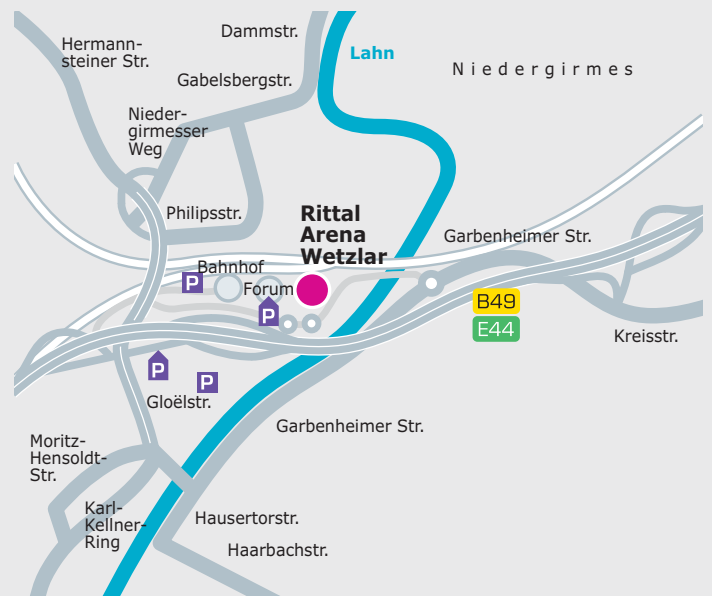 Dammstr.
Hermann-
steiner Str.
Lahn
Niedergirmes
Gabelsbergstr.
Nieder-
girmesser
Weg
Philipsstr.
Rittal
Arena
Wetzlar
Garbenheimer Str.
Bahnhof
P
Forum
P
B49
E44
Kreisstr.
P
P
Gloëlstr.
Garbenheimer Str.
Moritz-
Hensoldt-
Str.
Karl-
Kellner-
Ring
Hausertorstr.
Haarbachstr.